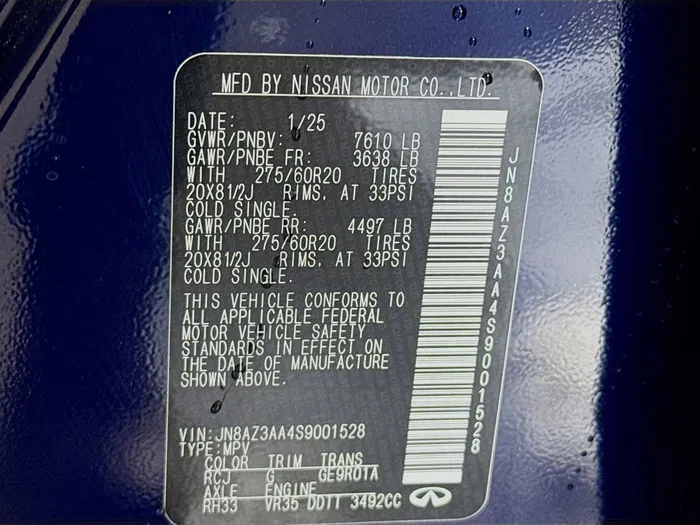 MFD BY NISSAN MOTOR CO.,LTD.
DATE: 1/25
GVWR/PNBV: 7610 LB
GAWR/PNBE FR: 3638 LB
WITH 275/60R20 TIRES
20X81/2J RIMS, AT 33PSI
COLD SINGLE.
GAWR/PNBE RR: 4497 LB
WITH 275/60R20 TIRES
20X81/2J RIMS, AT 33PSI
COLD SINGLE.
THIS VEHICLE CONFORMS TO
ALL APPLICABLE FEDERAL
MOTOR VEHICLE SAFETY
STANDARDS IN EFFECT ON
THE DATE OF MANUFACTURE
SHOWN ABOVE.
VIN:JN8AZ3AA4S9001528
TYPE:MPV
COLOR TRIM TRANS
RCJ G GE9R01A
AXLE ENGINE
RH33 VR35 DDTT 3492CC
JN8AZ3AA4S9001528